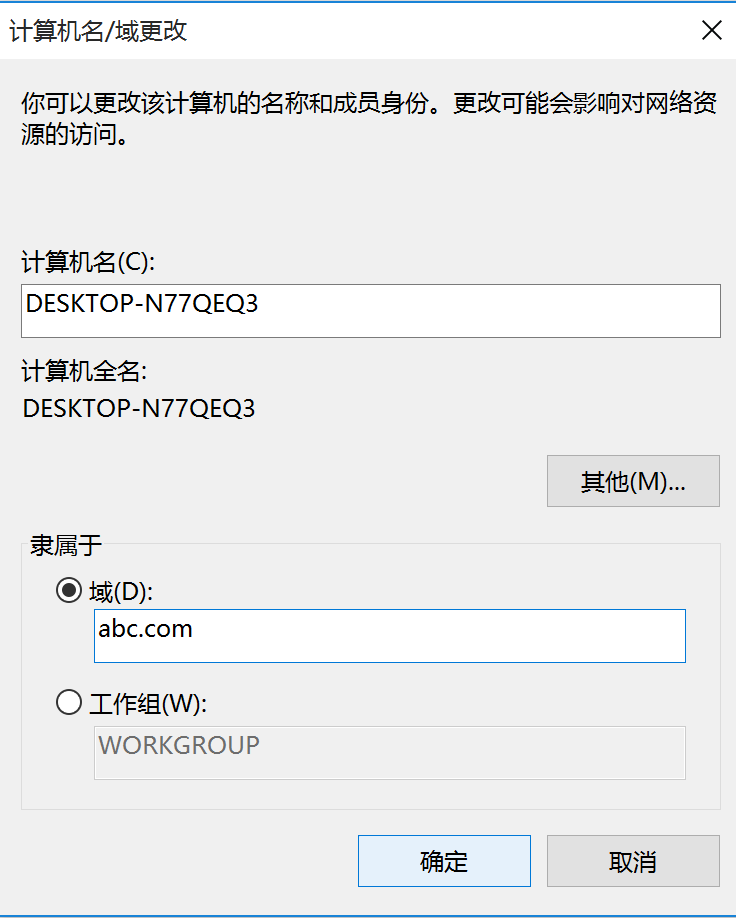 计算机名/域更改
你可以更改该计算机的名称和成员身份。更改可能会影响对网络资
源的访问。
计算机名(C):
DESKTOP-N77QEQ3
计算机全名:
DESKTOP-N77QEQ3
其他(M)...
隶属于
域(D):
abc.com
工作组(W):
WORKGROUP
确定
取消